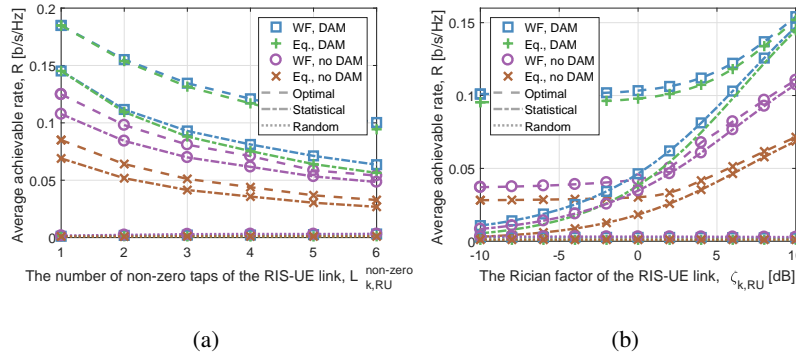 0.2
0.15
0.1
0.05
0
1 2 3 4 5 6
Average achievable rate, R [b/s/Hz]
The number of non-zero taps of the RIS-UE link, L k,RU non-zero
WF, DAM
Eq., DAM
WF, no DAM
Eq., no DAM
Optimal
Statistical
Random
(a)
0.15
0.1
0.05
0
-10 -5 0 5 10
Average achievable rate, R [b/s/Hz]
The Rician factor of the RIS-UE link, ζk,RU [dB]
WF, DAM
Eq., DAM
WF, no DAM
Eq., no DAM
Optimal
Statistical
Random
(b)